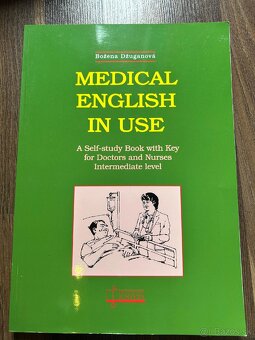 Božena Džuganová
MEDICAL
ENGLISH
IN USE
A Self-study Book with Key
for Doctors and Nurses
Intermediate level